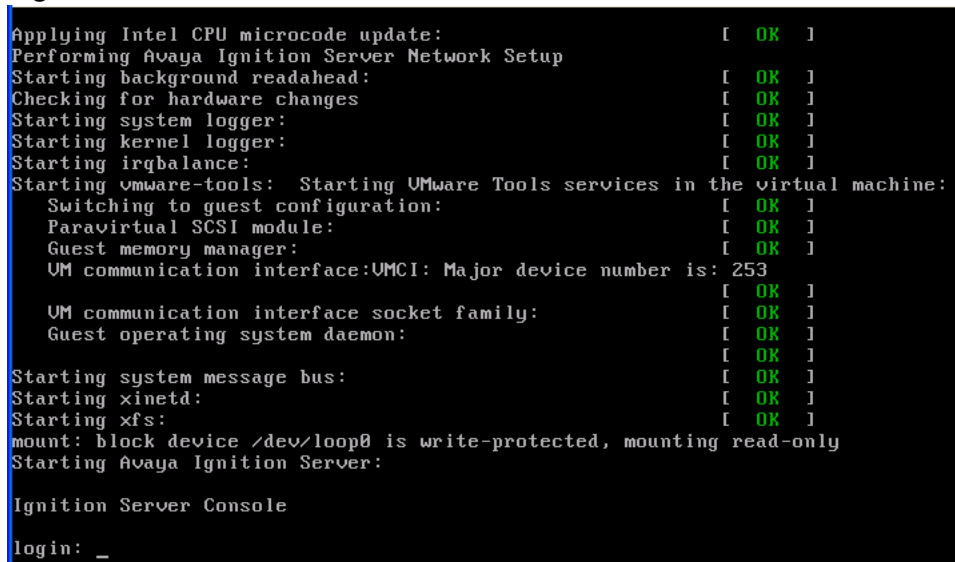 Applying Intel CPU microcode update: [ OK ]
Performing Avaya Ignition Server Network Setup
Starting background readahead: [ OK ]
Checking for hardware changes [ OK ]
Starting system logger: [ OK ]
Starting kernel logger: [ OK ]
Starting irqbalance: [ OK ]
Starting vmware-tools: Starting VMware Tools services in the virtual machine:
Switching to guest configuration: [ OK ]
Paravirtual SCSI module: [ OK ]
Guest memory manager: [ OK ]
VM communication interface:VMCI: Major device number is: 253
[ OK ]
VM communication interface socket family: [ OK ]
Guest operating system daemon: [ OK ]
[ OK ]
Starting system message bus: [ OK ]
Starting xinetd: [ OK ]
Starting xfs: [ OK ]
mount: block device /dev/loop0 is write-protected, mounting read-only
Starting Avaya Ignition Server:
Ignition Server Console
login: _